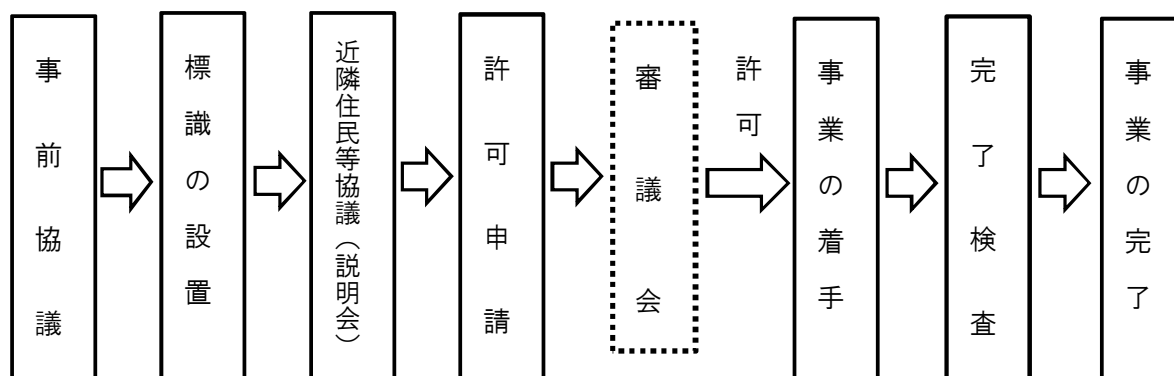 事前協議
標識の設置
近隣住民等協議（説明会）
許可申請
審議会
許可
事業の着手
完了検査
事業の完了